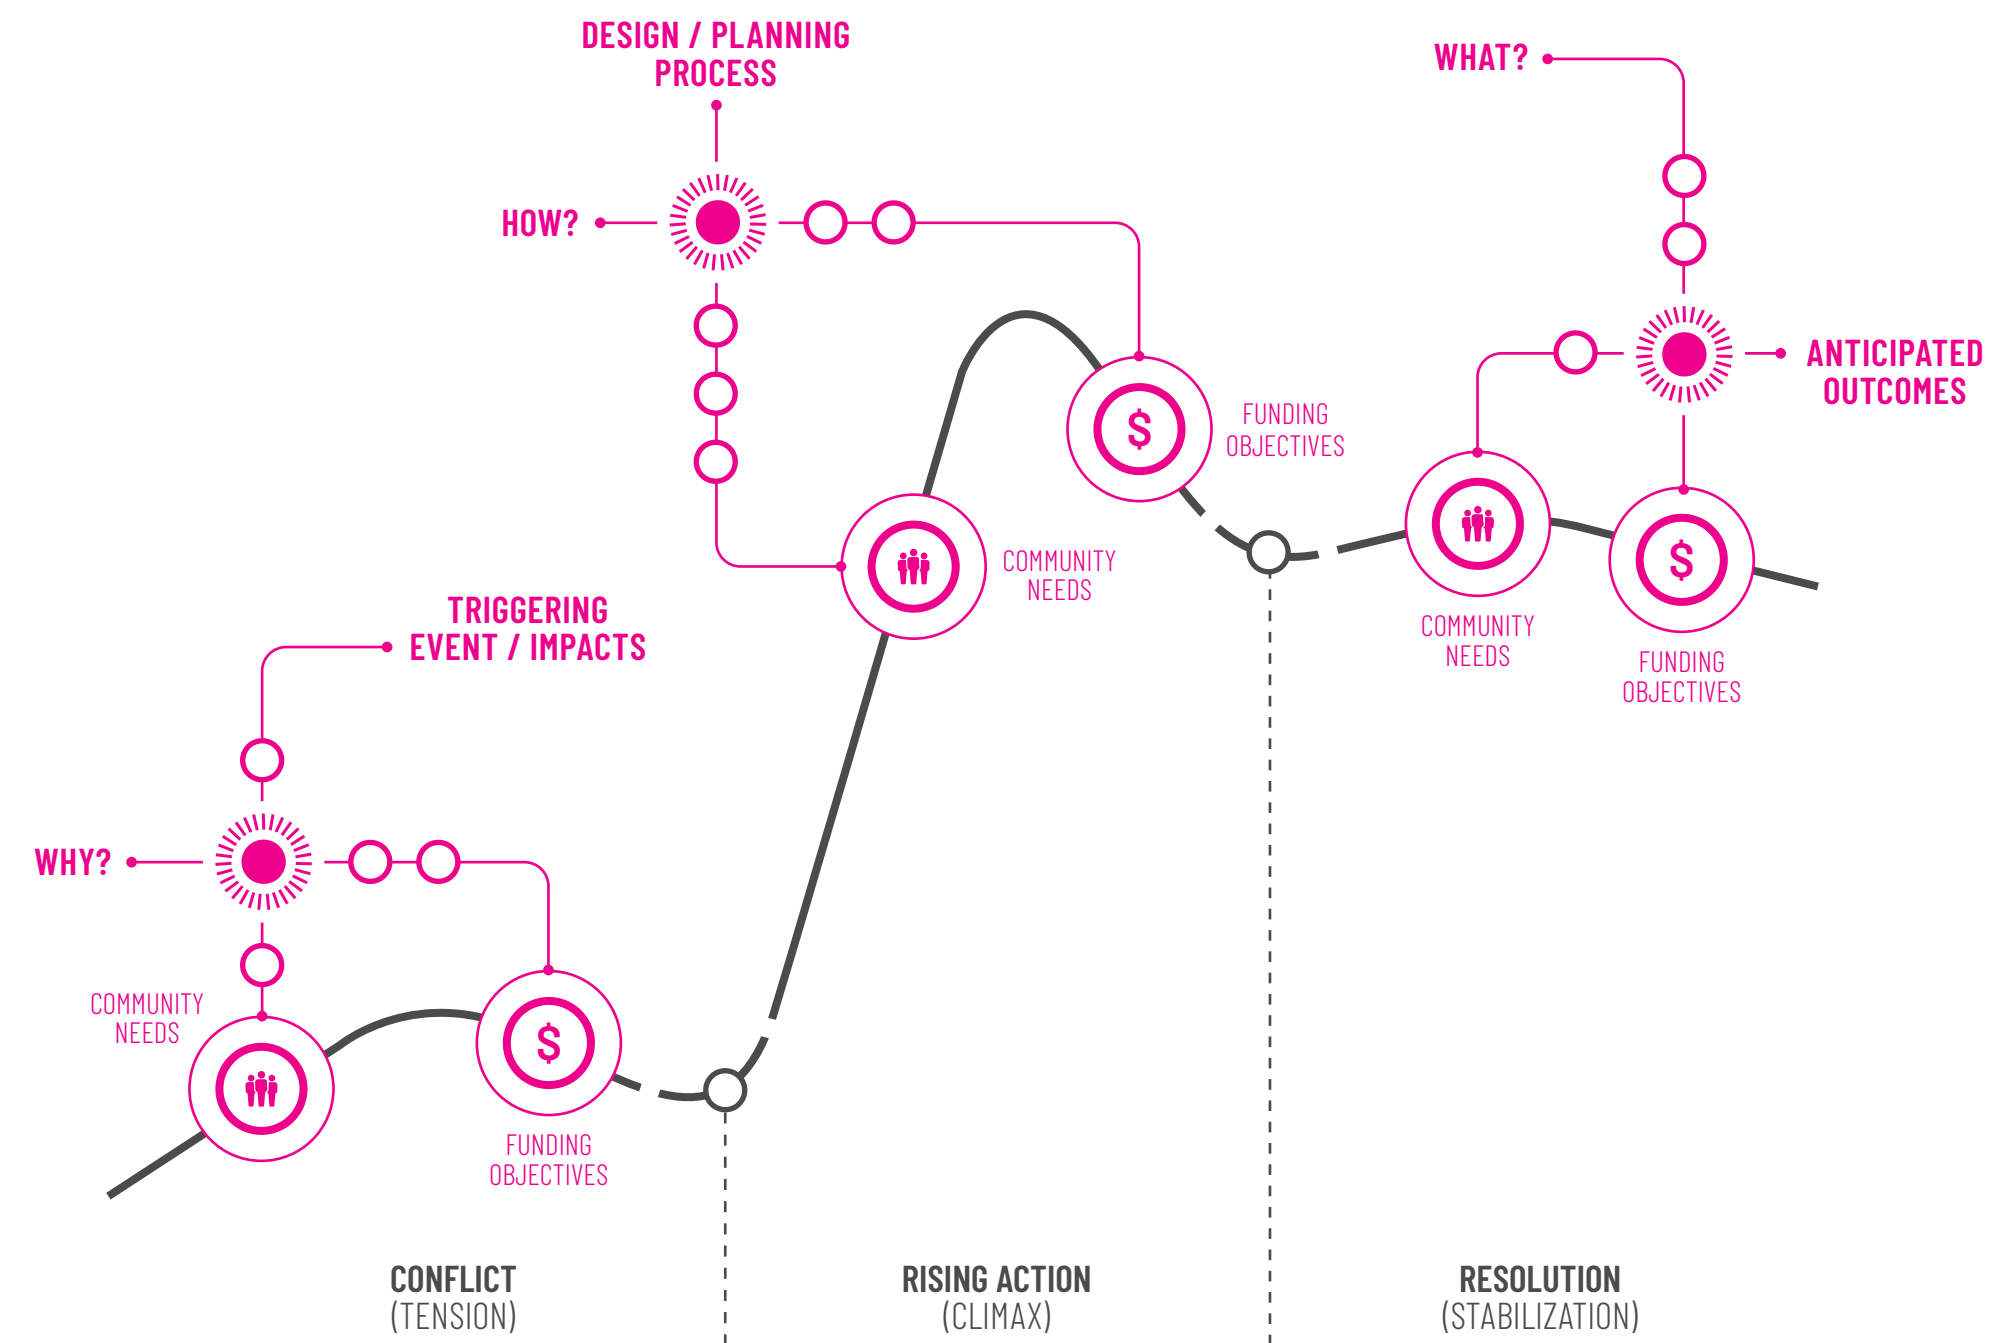 DESIGN / PLANNING
PROCESS
WHAT?
HOW?
ANTICIPATED
OUTCOMES
FUNDING
OBJECTIVES
$
COMMUNITY
NEEDS
$
COMMUNITY
NEEDS
FUNDING
OBJECTIVES
TRIGGERING
EVENT / IMPACTS
WHY?
COMMUNITY
NEEDS
$
FUNDING
OBJECTIVES
CONFLICT
(TENSION)
RISING ACTION
(CLIMAX)
RESOLUTION
(STABILIZATION)